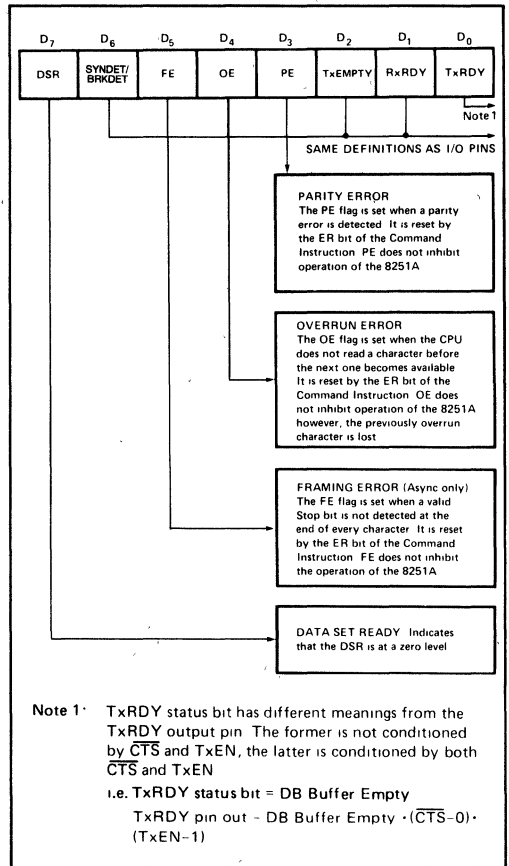 D7 D6 D5 D4 D3 D2 D1 D0
DSR SYNDET/ BRKDET FE OE PE TxEMPTY RxRDY TxRDY
Note 1
SAME DEFINITIONS AS I/O PINS
PARITY ERROR
The PE flag is set when a parity
error is detected It is reset by
the ER bit of the Command
Instruction PE does not inhibit
operation of the 8251A
OVERRUN ERROR
The OE flag is set when the CPU
does not read a character before
the next one becomes available
It is reset by the ER bit of the
Command Instruction OE does
not inhibit operation of the 8251A
however, the previously overrun
character is lost
FRAMING ERROR (Async only)
The FE flag is set when a valid
Stop bit is not detected at the
end of every character It is reset
by the ER bit of the Command
Instruction FE does not inhibit
the operation of the 8251A
DATA SET READY Indicates
that the DSR is at a zero level
Note 1· TxRDY status bit has different meanings from the
TxRDY output pin The former is not conditioned
by C̅T̅S̅ and TxEN, the latter is conditioned by both
C̅T̅S̅ and TxEN
i.e. TxRDY status bit = DB Buffer Empty
TxRDY pin out - DB Buffer Empty ·(C̅T̅S̅-0)·
(TxEN-1)